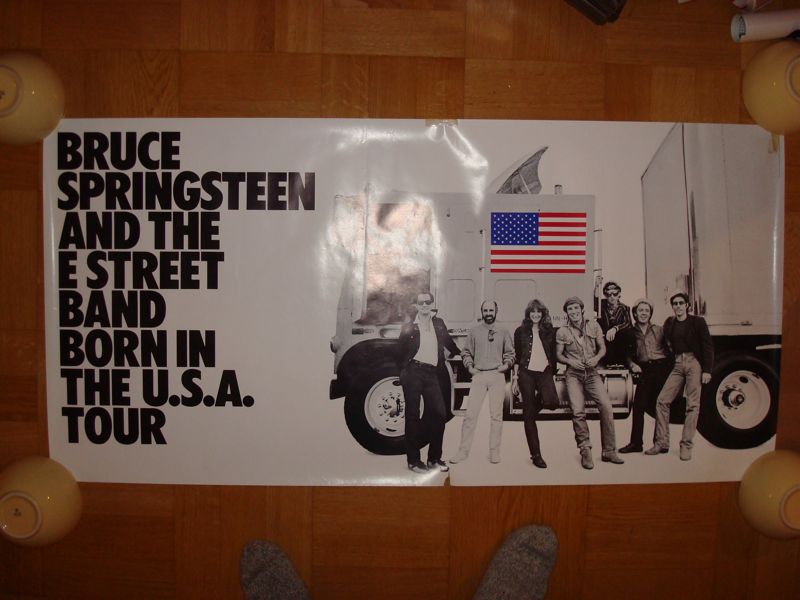 BRUCE
SPRINGSTEEN
AND THE
E STREET
BAND
BORN IN
THE U.S.A.
TOUR